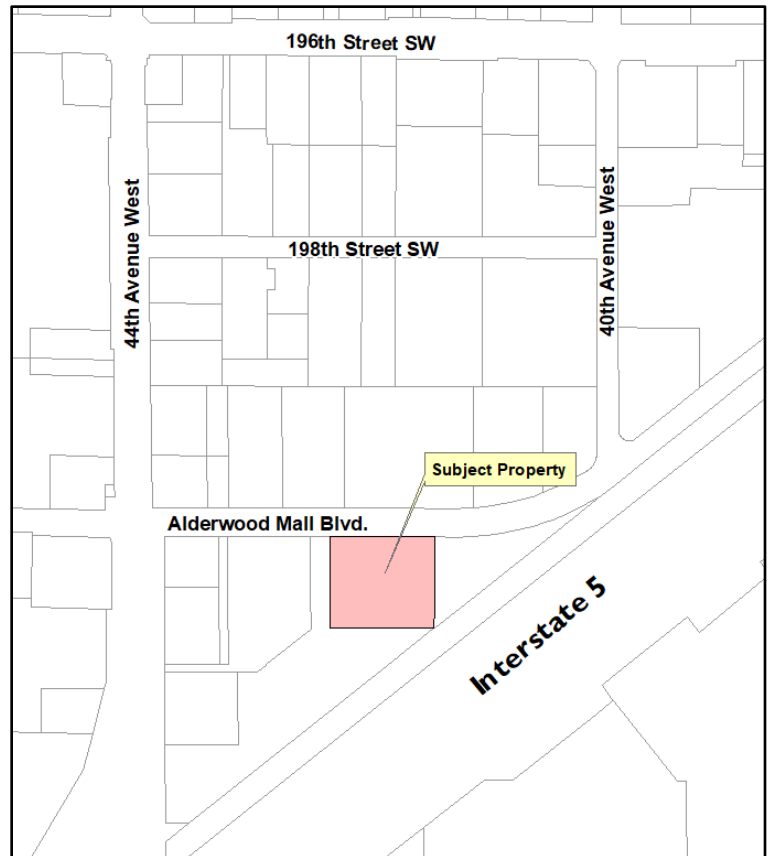 196th Street SW
44th Avenue West
40th Avenue West
198th Street SW
Subject Property
Alderwood Mall Blvd.
Interstate 5